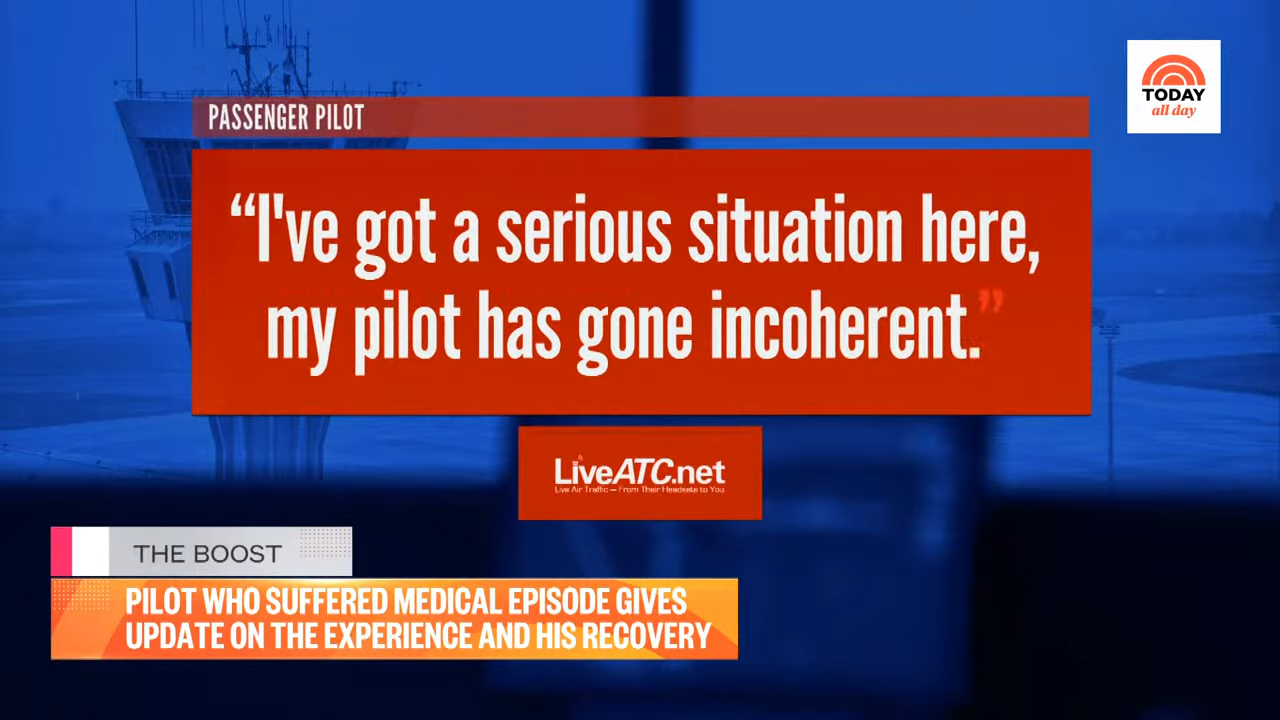 TODAY
all day
PASSENGER PILOT
“I've got a serious situation here,
my pilot has gone incoherent.”
LiveATC.net
Live Air Traffic — From Their Headsets to You
THE BOOST
PILOT WHO SUFFERED MEDICAL EPISODE GIVES
UPDATE ON THE EXPERIENCE AND HIS RECOVERY